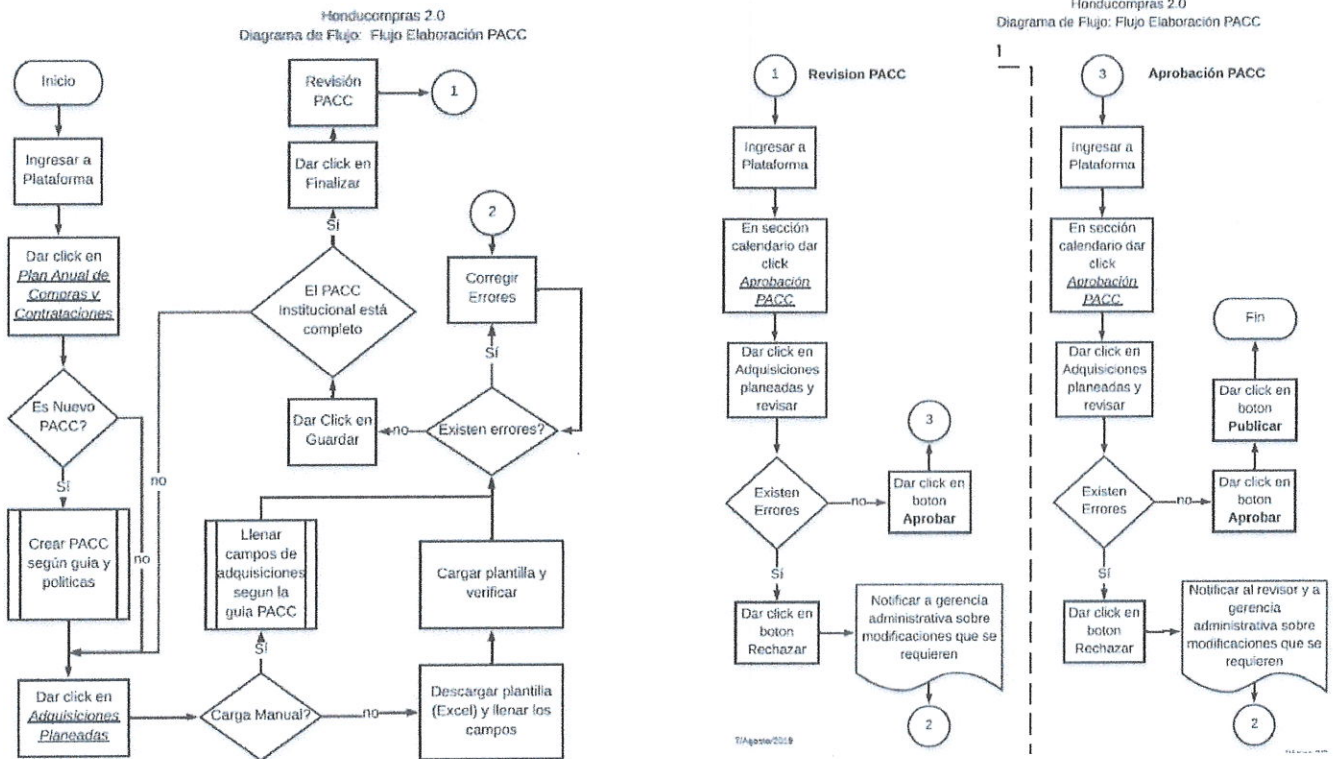 Honducompras 2.0
Diagrama de Flujo: Flujo Elaboración PACC
Inicio
Ingresar a
Plataforma
Dar click en
Plan Anual de
Compras y
Contrataciones
Es Nuevo
PACC?
Sí
no
Crear PACC
según guia y
politicas
Dar click en
Adquisiciones
Planeadas
Carga Manual?
Sí
no
Llenar
campos de
adquisiciones
segun la
guia PACC
Descargar plantilla
(Excel) y llenar los
campos
Cargar plantilla y
verificar
Existen errores?
Sí
no
Corregir
Errores
2
Dar Click en
Guardar
El PACC
Institucional está
completo
Sí
no
Dar click en
Finalizar
Revisión
PACC
1
Honducompras 2.0
Diagrama de Flujo: Flujo Elaboración PACC
1
1
Revision PACC
Ingresar a
Plataforma
En sección
calendario dar
click
Aprobación
PACC
Dar click en
Adquisiciones
planeadas y
revisar
Existen
Errores
no
Dar click en
boton
Aprobar
3
Sí
Dar click en
boton
Rechazar
Notificar a gerencia
administrativa sobre
modificaciones que se
requieren
2
7/Agosto/2019
3
Aprobación PACC
Ingresar a
Plataforma
En sección
calendario dar
click
Aprobación
PACC
Dar click en
Adquisiciones
planeadas y
revisar
Existen
Errores
no
Dar click en
boton
Aprobar
Dar click en
boton
Publicar
Fin
Sí
Dar click en
boton
Rechazar
Notificar al revisor y a
gerencia
administrativa sobre
modificaciones que se
requieren
2